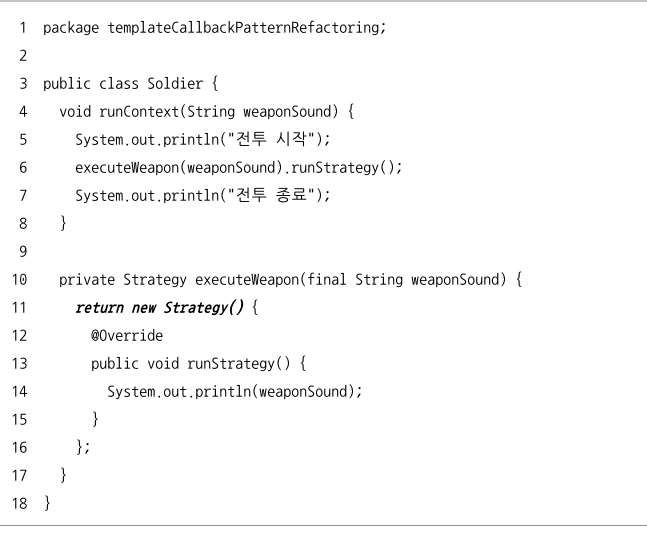 1 package templateCallbackPatternRefactoring;
2
3 public class Soldier {
4 void runContext(String weaponSound) {
5 System.out.println("전투 시작");
6 executeWeapon(weaponSound).runStrategy();
7 System.out.println("전투 종료");
8 }
9
10 private Strategy executeWeapon(final String weaponSound) {
11 return new Strategy() {
12 @Override
13 public void runStrategy() {
14 System.out.println(weaponSound);
15 }
16 };
17 }
18 }